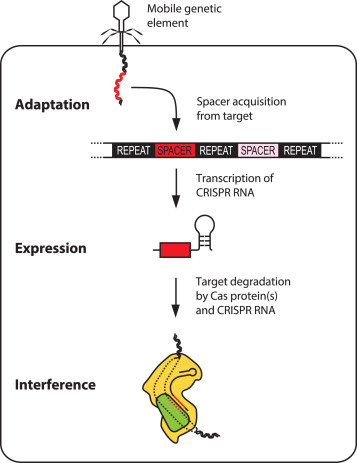 Mobile genetic
element
Adaptation
Spacer acquisition
from target
REPEAT SPACER REPEAT SPACER REPEAT
Transcription of
CRISPR RNA
Expression
Target degradation
by Cas protein(s)
and CRISPR RNA
Interference